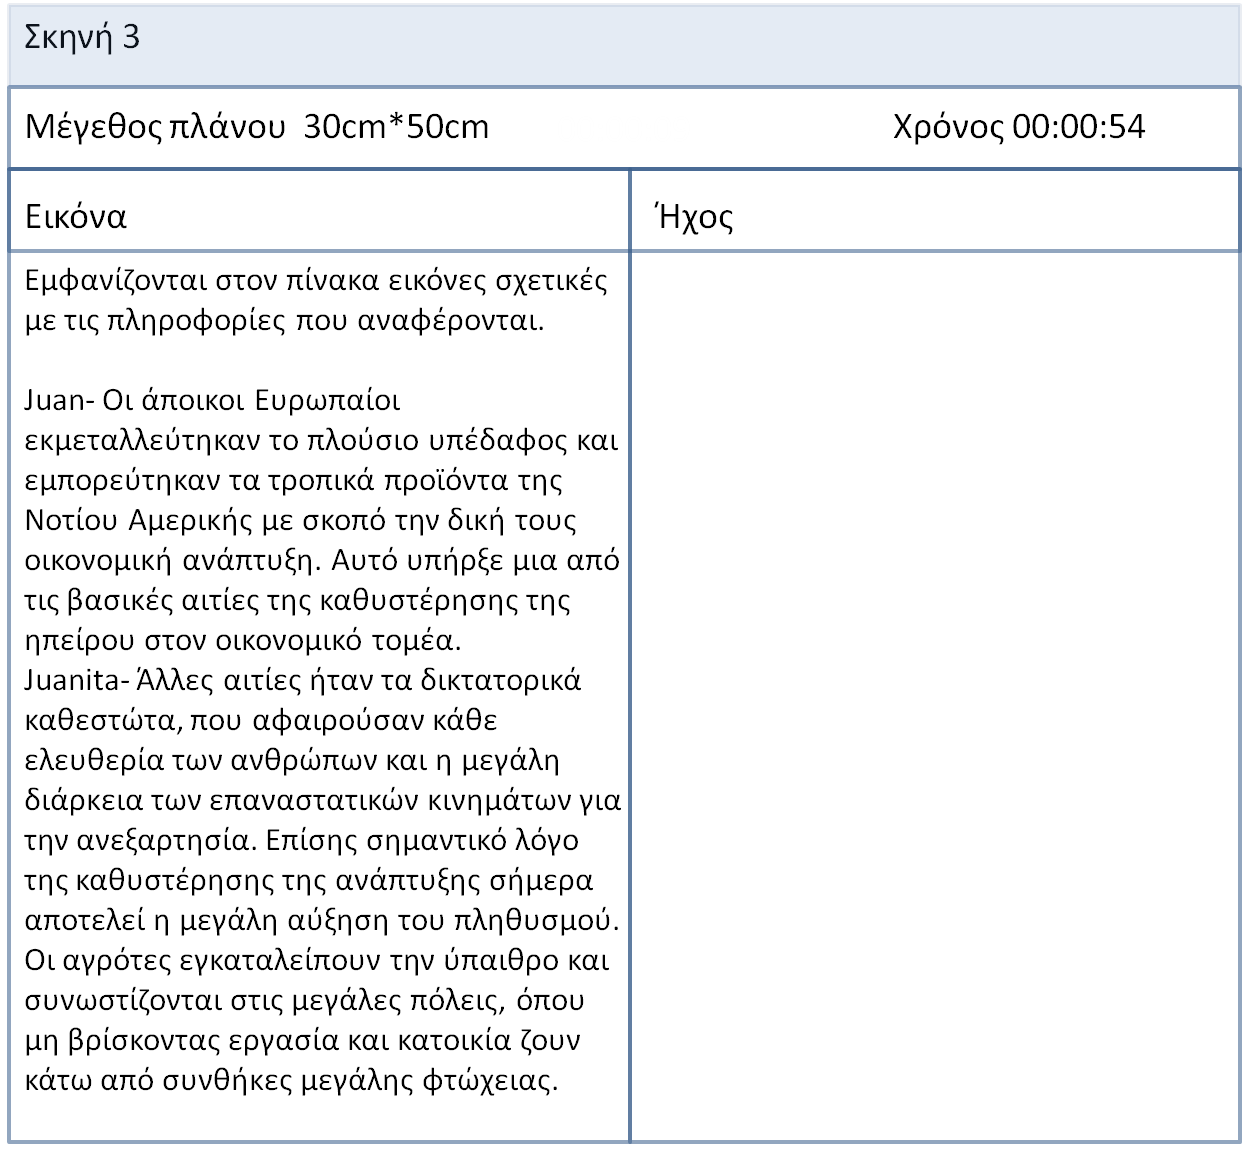 Σκηνή 3
Μέγεθος πλάνου 30cm*50cm Χρόνος 00:00:54
Εικόνα
Ήχος
Εμφανίζονται στον πίνακα εικόνες σχετικές
με τις πληροφορίες που αναφέρονται.
Juan- Οι άποικοι Ευρωπαίοι
εκμεταλλεύτηκαν το πλούσιο υπέδαφος και
εμπορεύτηκαν τα τροπικά προϊόντα της
Νοτίου Αμερικής με σκοπό την δική τους
οικονομική ανάπτυξη. Αυτό υπήρξε μια από
τις βασικές αιτίες της καθυστέρησης της
ηπείρου στον οικονομικό τομέα.
Juanita- Άλλες αιτίες ήταν τα δικτατορικά
καθεστώτα, που αφαιρούσαν κάθε
ελευθερία των ανθρώπων και η μεγάλη
διάρκεια των επαναστατικών κινημάτων για
την ανεξαρτησία. Επίσης σημαντικό λόγο
της καθυστέρησης της ανάπτυξης σήμερα
αποτελεί η μεγάλη αύξηση του πληθυσμού.
Οι αγρότες εγκαταλείπουν την ύπαιθρο και
συνωστίζονται στις μεγάλες πόλεις, όπου
μη βρίσκοντας εργασία και κατοικία ζουν
κάτω από συνθήκες μεγάλης φτώχειας.